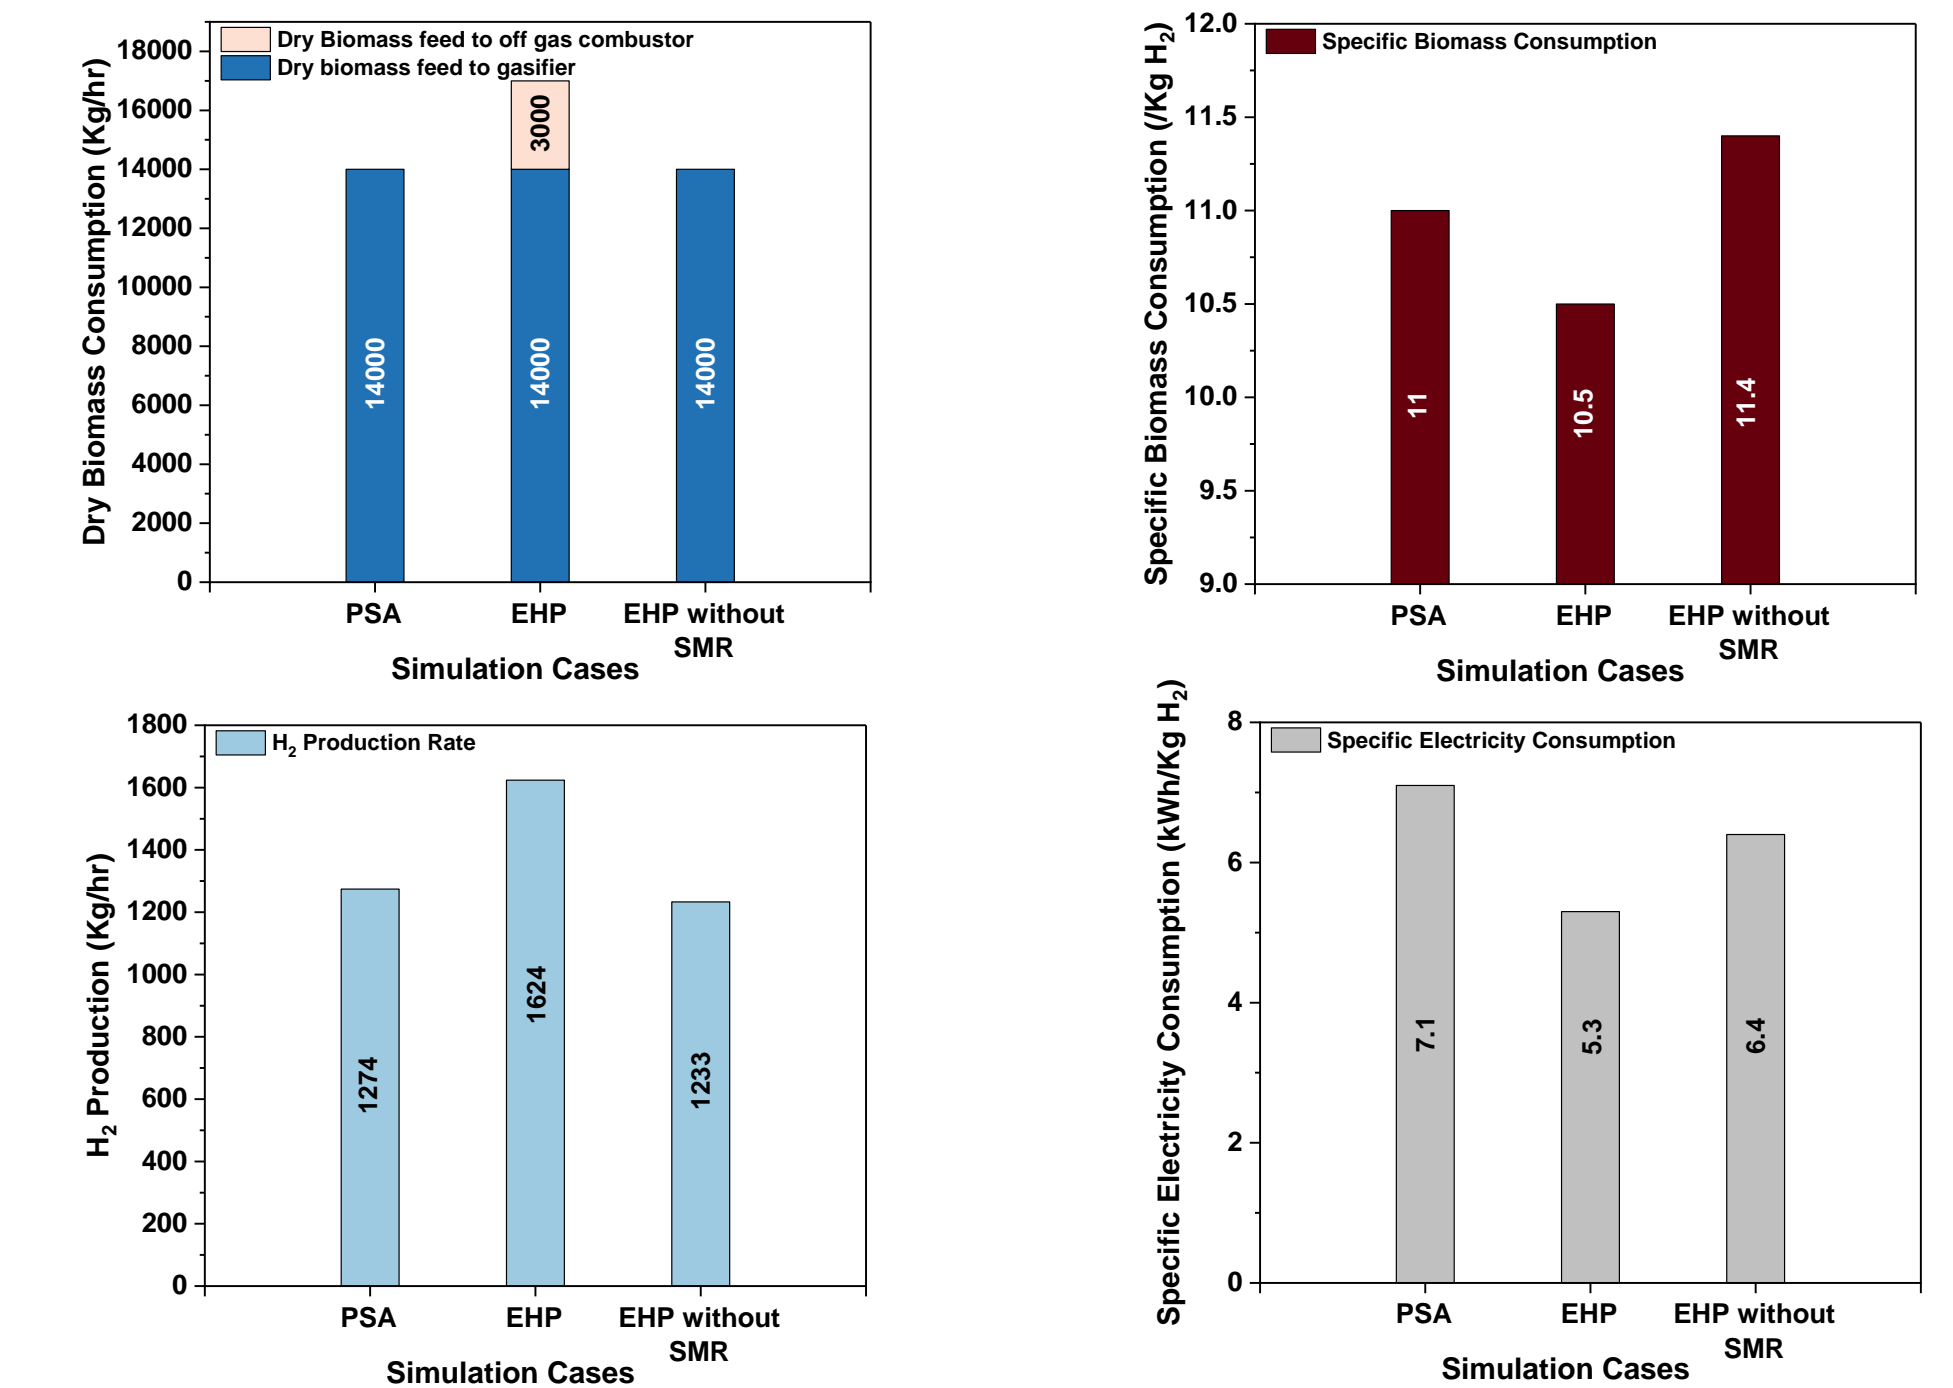 Dry Biomass Consumption (Kg/hr)
18000
16000
14000
12000
10000
8000
6000
4000
2000
0
Dry Biomass feed to off gas combustor
Dry biomass feed to gasifier
3000
14000
14000
14000
PSA
EHP
EHP without
SMR
Simulation Cases
Specific Biomass Consumption (/Kg H₂)
12.0
11.5
11.0
10.5
10.0
9.5
9.0
Specific Biomass Consumption
11
10.5
11.4
PSA
EHP
EHP without
SMR
Simulation Cases
H₂ Production (Kg/hr)
1800
1600
1400
1200
1000
800
600
400
200
0
H₂ Production Rate
1274
1624
1233
PSA
EHP
EHP without
SMR
Simulation Cases
Specific Electricity Consumption (kWh/Kg H₂)
8
6
4
2
0
Specific Electricity Consumption
7.1
5.3
6.4
PSA
EHP
EHP without
SMR
Simulation Cases